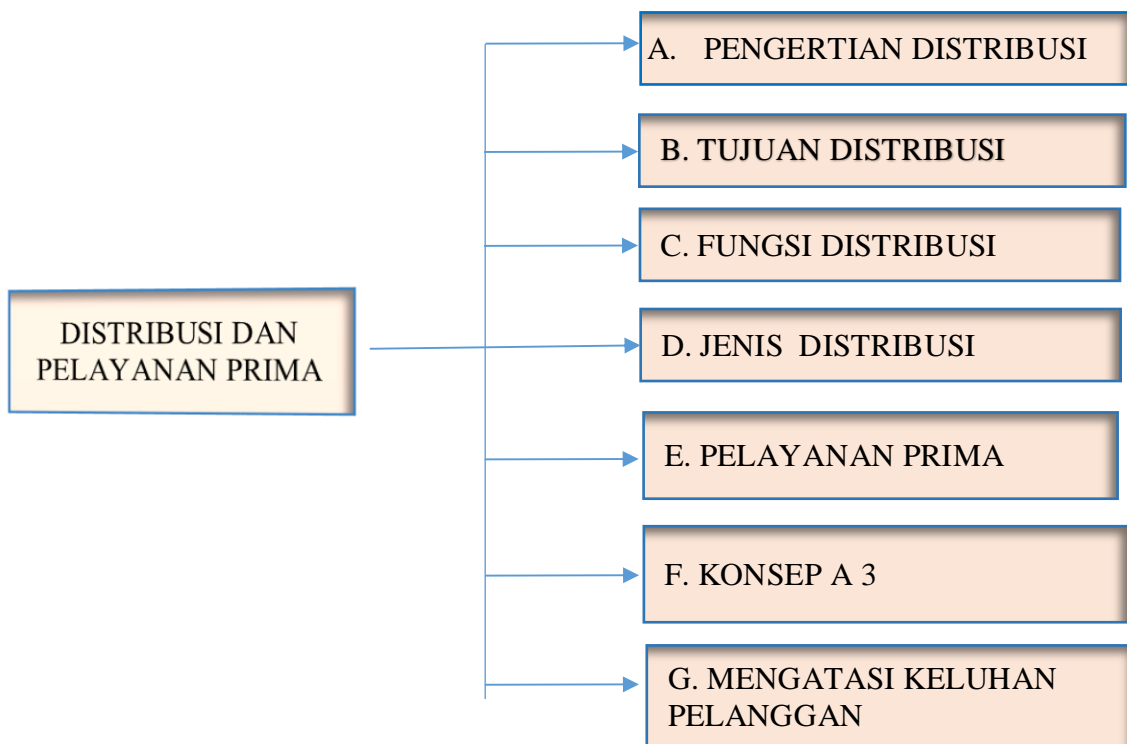 A. PENGERTIAN DISTRIBUSI
B. TUJUAN DISTRIBUSI
C. FUNGSI DISTRIBUSI
DISTRIBUSI DAN
PELAYANAN PRIMA
D. JENIS DISTRIBUSI
E. PELAYANAN PRIMA
F. KONSEP A 3
G. MENGATASI KELUHAN
PELANGGAN